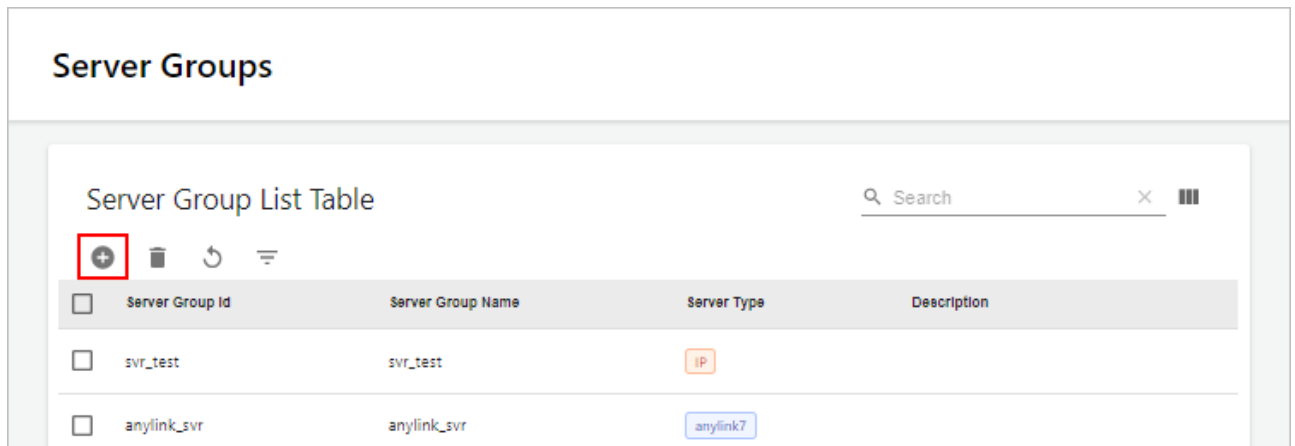 Server Groups
Server Group List Table
Search
Server Group Id Server Group Name Server Type Description
svr_test svr_test IP
anylink_svr anylink_svr anylink7